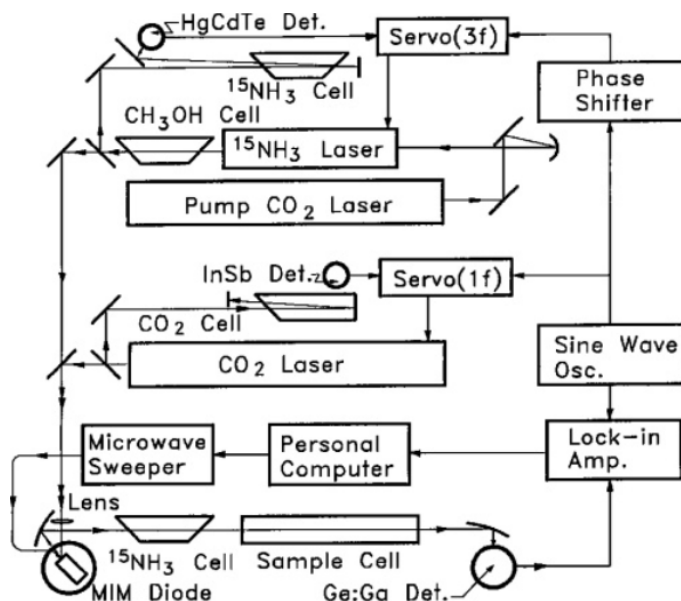 HgCdTe Det.
Servo(3f)
¹⁵NH₃ Cell
Phase
Shifter
CH₃OH Cell
¹⁵NH₃ Laser
Pump CO₂ Laser
InSb Det.
Servo(1f)
CO₂ Cell
CO₂ Laser
Sine Wave
Osc.
Microwave
Sweeper
Personal
Computer
Lock-in
Amp.
Lens
¹⁵NH₃ Cell
Sample Cell
MIM Diode
Ge:Ga Det.